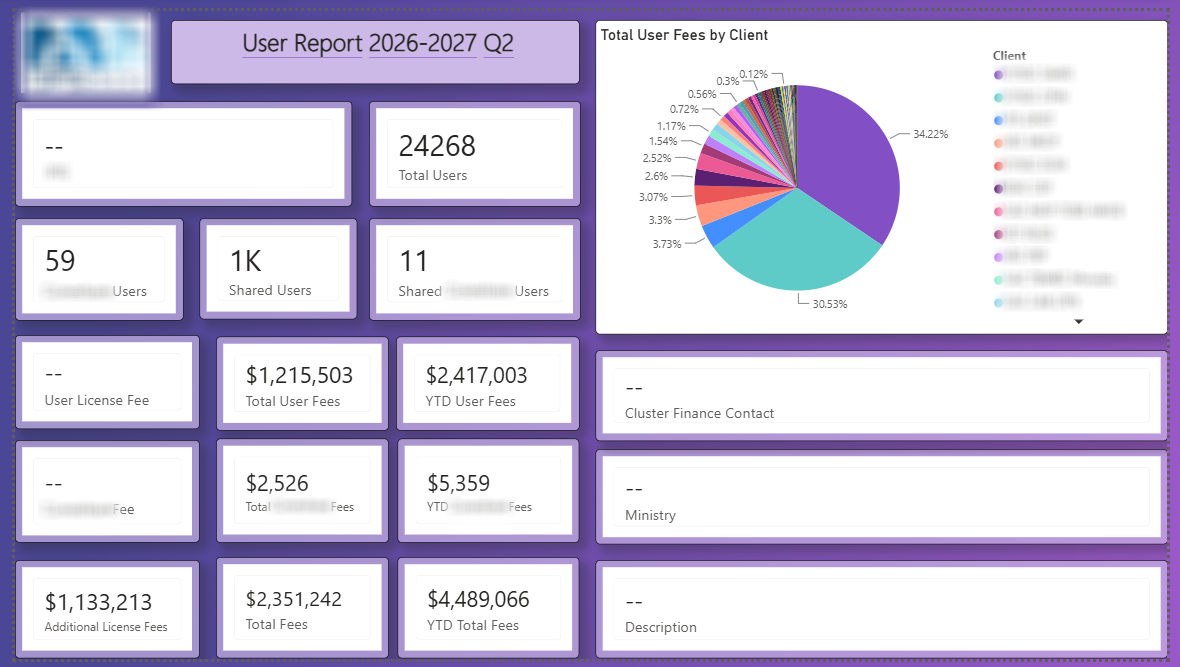 User Report 2026-2027 Q2
--
24268
Total Users
59
Users
1K
Shared Users
11
Shared Users
--
User License Fee
$1,215,503
Total User Fees
$2,417,003
YTD User Fees
--
Fee
$2,526
Total Fees
$5,359
YTD Fees
$1,133,213
Additional License Fees
$2,351,242
Total Fees
$4,489,066
YTD Total Fees
Total User Fees by Client
Client
0.12%
0.3%
0.56%
0.72%
1.17%
1.54%
2.52%
2.6%
3.07%
3.3%
3.73%
34.22%
30.53%
--
Cluster Finance Contact
--
Ministry
--
Description